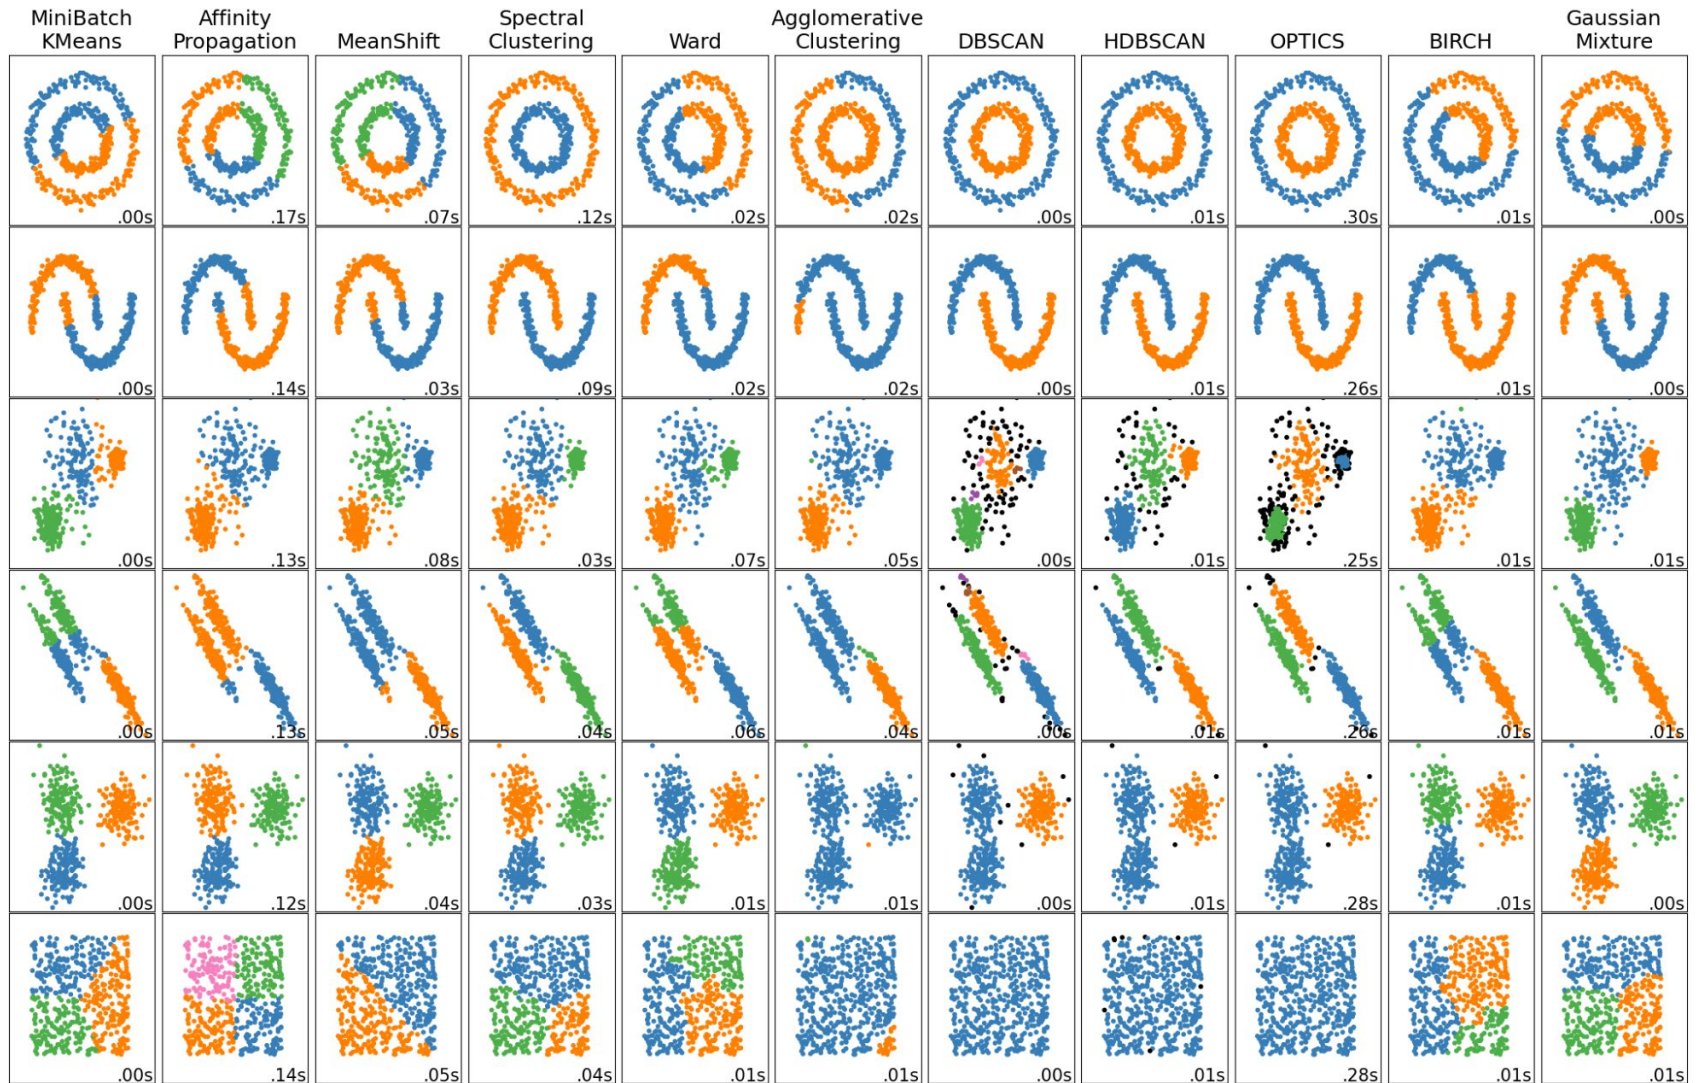 MiniBatch
KMeans
Affinity
Propagation
MeanShift
Spectral
Clustering
Ward
Agglomerative
Clustering
DBSCAN
HDBSCAN
OPTICS
BIRCH
Gaussian
Mixture
.00s .17s .07s .12s .02s .02s .00s .01s .30s .01s .00s
.00s .14s .03s .09s .02s .02s .00s .01s .26s .01s .00s
.00s .13s .08s .03s .07s .05s .00s .01s .25s .01s .01s
.00s .13s .05s .04s .06s .04s .00s .01s .26s .01s .01s
.00s .12s .04s .03s .01s .01s .00s .01s .28s .01s .00s
.00s .14s .05s .04s .01s .01s .00s .01s .28s .01s .01s